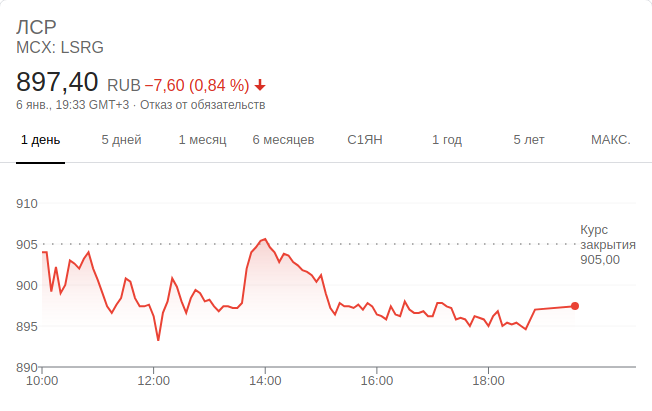 ЛСР
MCX: LSRG
897,40 RUB −7,60 (0,84 %)
6 янв., 19:33 GMT+3 · Отказ от обязательств
1 день 5 дней 1 месяц 6 месяцев С1ЯН 1 год 5 лет МАКС.
910
Курс
закрытия
905,00
905
900
895
890
10:00 12:00 14:00 16:00 18:00